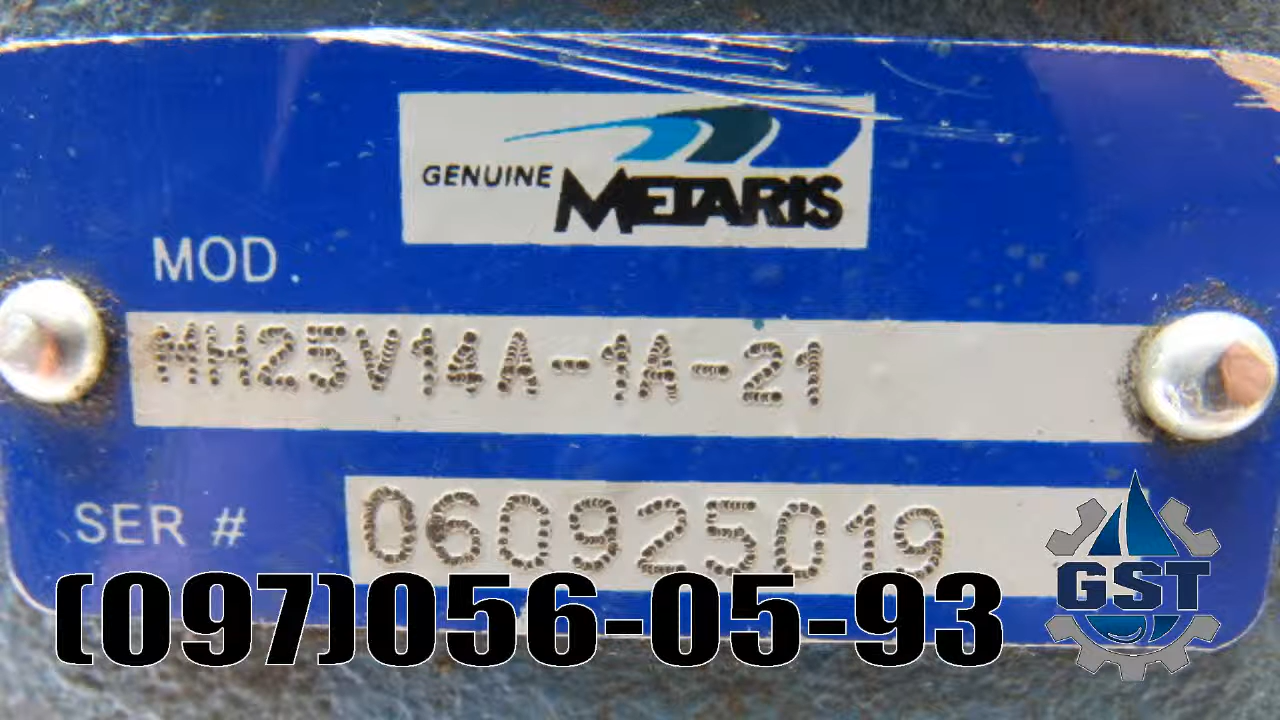 GENUINE METARIS
MOD.
MH25V14A-1A-21
SER # 060925019
GST
(097)056-05-93